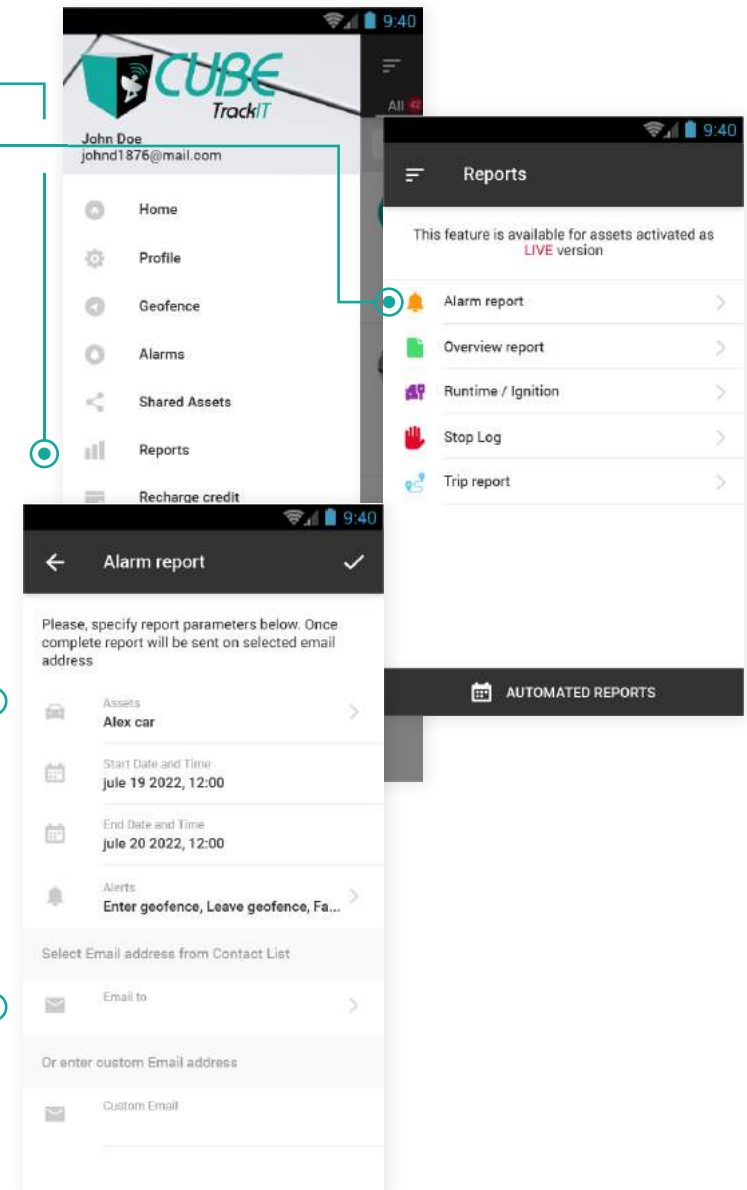 9:40
CUBE
TrackIT
All 42
John Doe
johnd1876@mail.com
Home
Profile
Geofence
Alarms
Shared Assets
Reports
Recharge credit
9:40
Reports
This feature is available for assets activated as
LIVE version
Alarm report
Overview report
Runtime / Ignition
Stop Log
Trip report
AUTOMATED REPORTS
9:40
Alarm report
Please, specify report parameters below. Once
complete report will be sent on selected email
address
Assets
Alex car
Start Date and Time
jule 19 2022, 12:00
End Date and Time
jule 20 2022, 12:00
Alerts
Enter geofence, Leave geofence, Fa...
Select Email address from Contact List
Email to
Or enter custom Email address
Custom Email